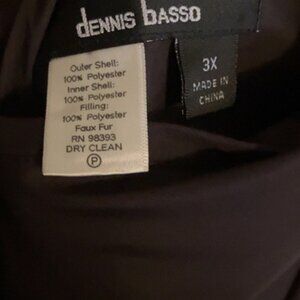 dennis basso
Outer Shell:
100% Polyester
Inner Shell:
100% Polyester
Filling:
100% Polyester
Faux Fur
RN 98393
DRY CLEAN
P
3X
MADE IN
CHINA